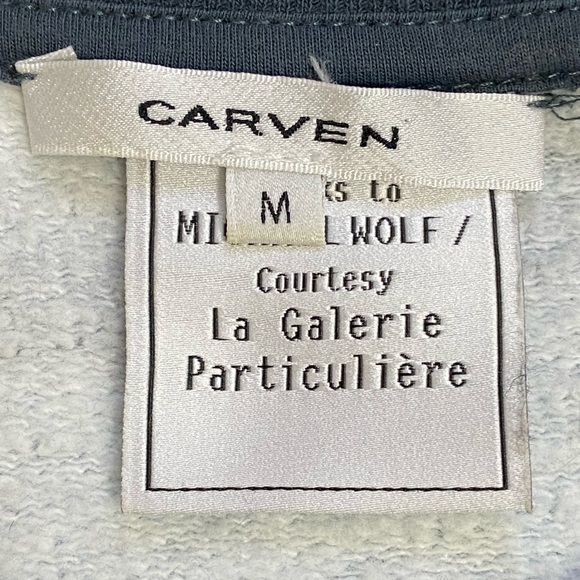 CARVEN
M
to
WOLF /
Courtesy
La Galerie
Particulière